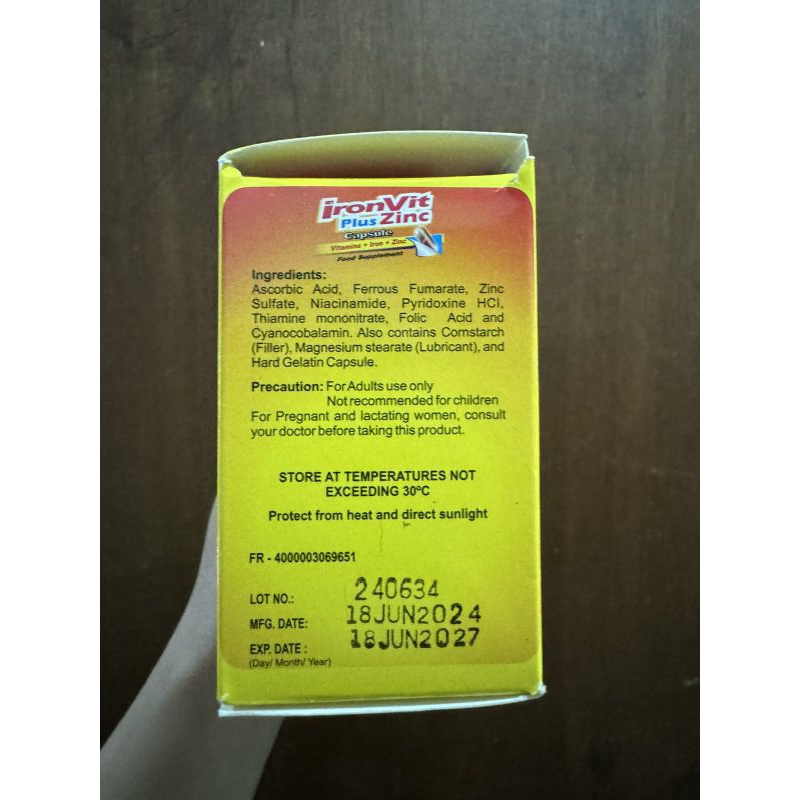 IronVit
Plus Zinc
Capsule
Vitamins + Iron + Zinc
Food Supplement
Ingredients:
Ascorbic Acid, Ferrous Fumarate, Zinc
Sulfate, Niacinamide, Pyridoxine HCl,
Thiamine mononitrate, Folic Acid and
Cyanocobalamin. Also contains Cornstarch
(Filler), Magnesium stearate (Lubricant), and
Hard Gelatin Capsule.
Precaution: For Adults use only
Not recommended for children
For Pregnant and lactating women, consult
your doctor before taking this product.
STORE AT TEMPERATURES NOT
EXCEEDING 30ºC
Protect from heat and direct sunlight
FR - 4000003069651
LOT NO.: 240634
MFG. DATE: 18JUN2024
EXP. DATE : 18JUN2027
(Day/ Month/ Year)